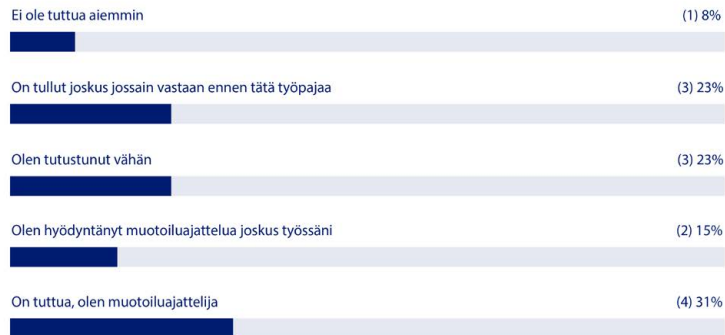 Ei ole tuttua aiemmin (1) 8%
On tullut joskus jossain vastaan ennen tätä työpajaa (3) 23%
Olen tutustunut vähän (3) 23%
Olen hyödyntänyt muotoiluajattelua joskus työssäni (2) 15%
On tuttua, olen muotoiluajattelija (4) 31%